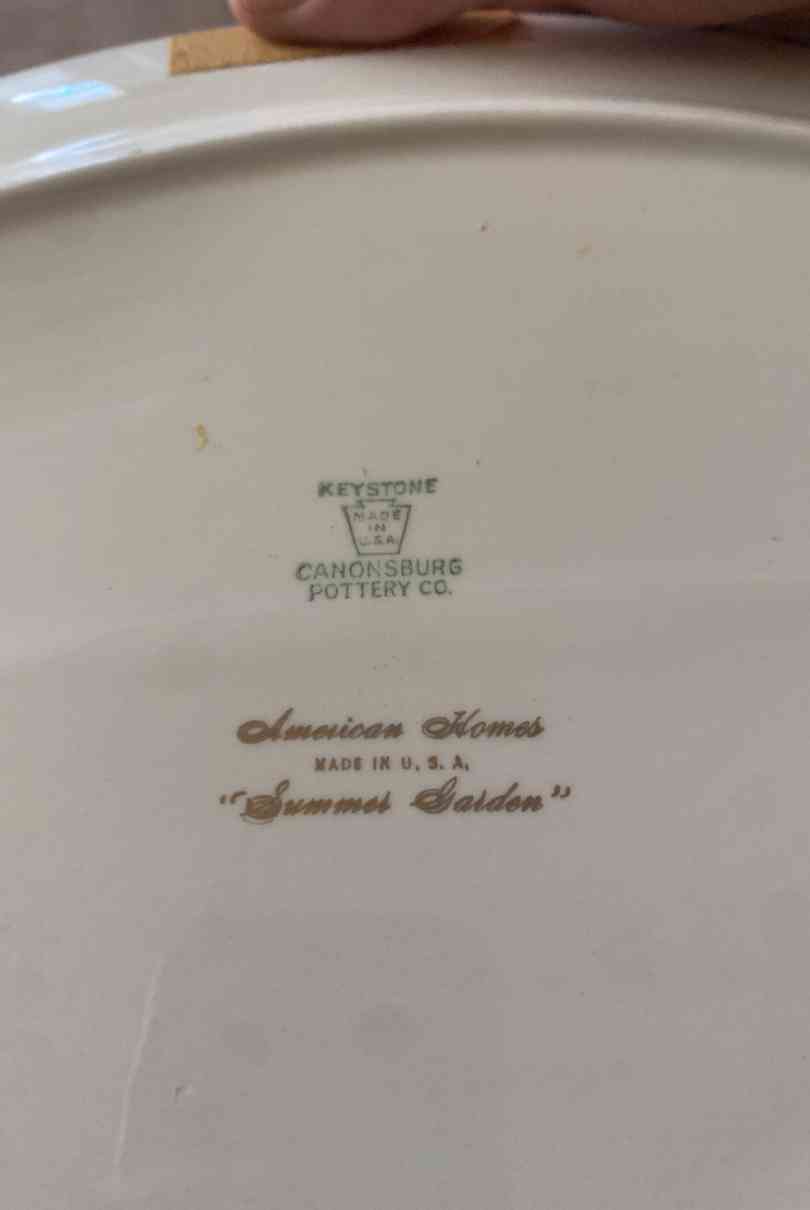 KEYSTONE
MADE
IN
U.S.A.
CANONSBURG
POTTERY CO.
American Homes
MADE IN U. S. A.
"Summer Garden"